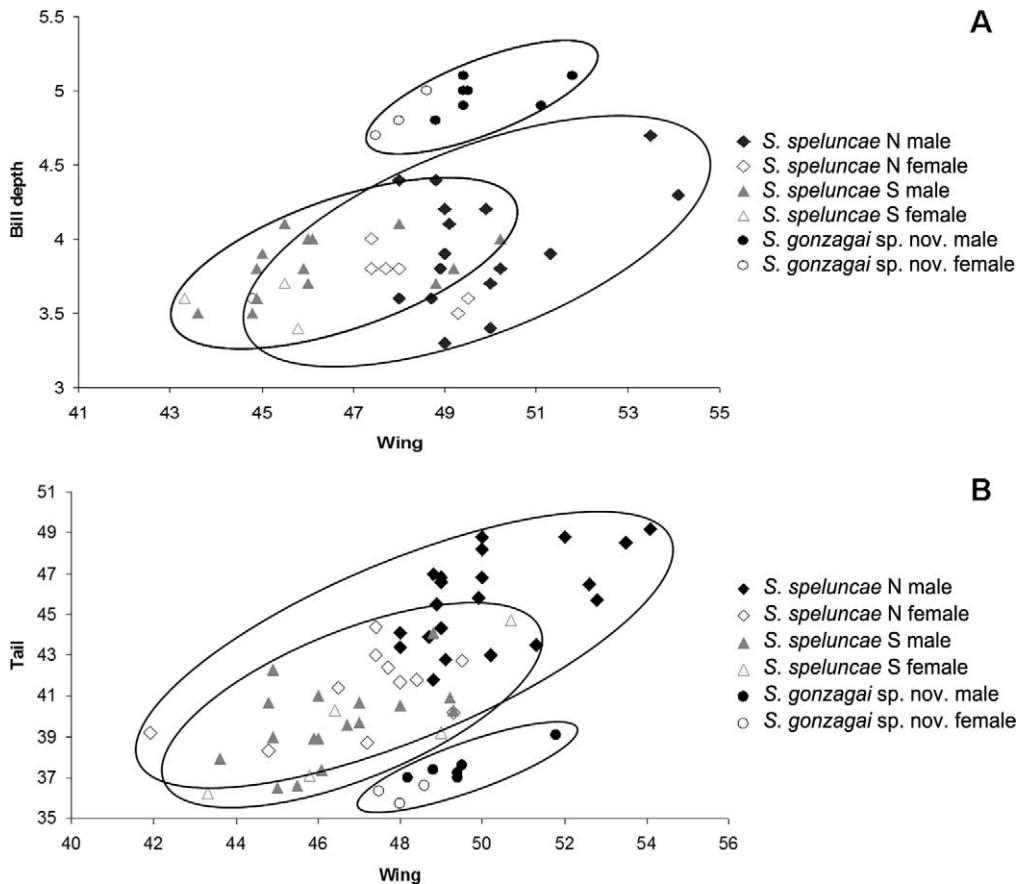 A
5.5
5
4.5
4
3.5
3
Bill depth
41 43 45 47 49 51 53 55
Wing
S. speluncae N male
S. speluncae N female
S. speluncae S male
S. speluncae S female
S. gonzagai sp. nov. male
S. gonzagai sp. nov. female
B
51
49
47
45
43
41
39
37
35
Tail
40 42 44 46 48 50 52 54 56
Wing
S. speluncae N male
S. speluncae N female
S. speluncae S male
S. speluncae S female
S. gonzagai sp. nov. male
S. gonzagai sp. nov. female